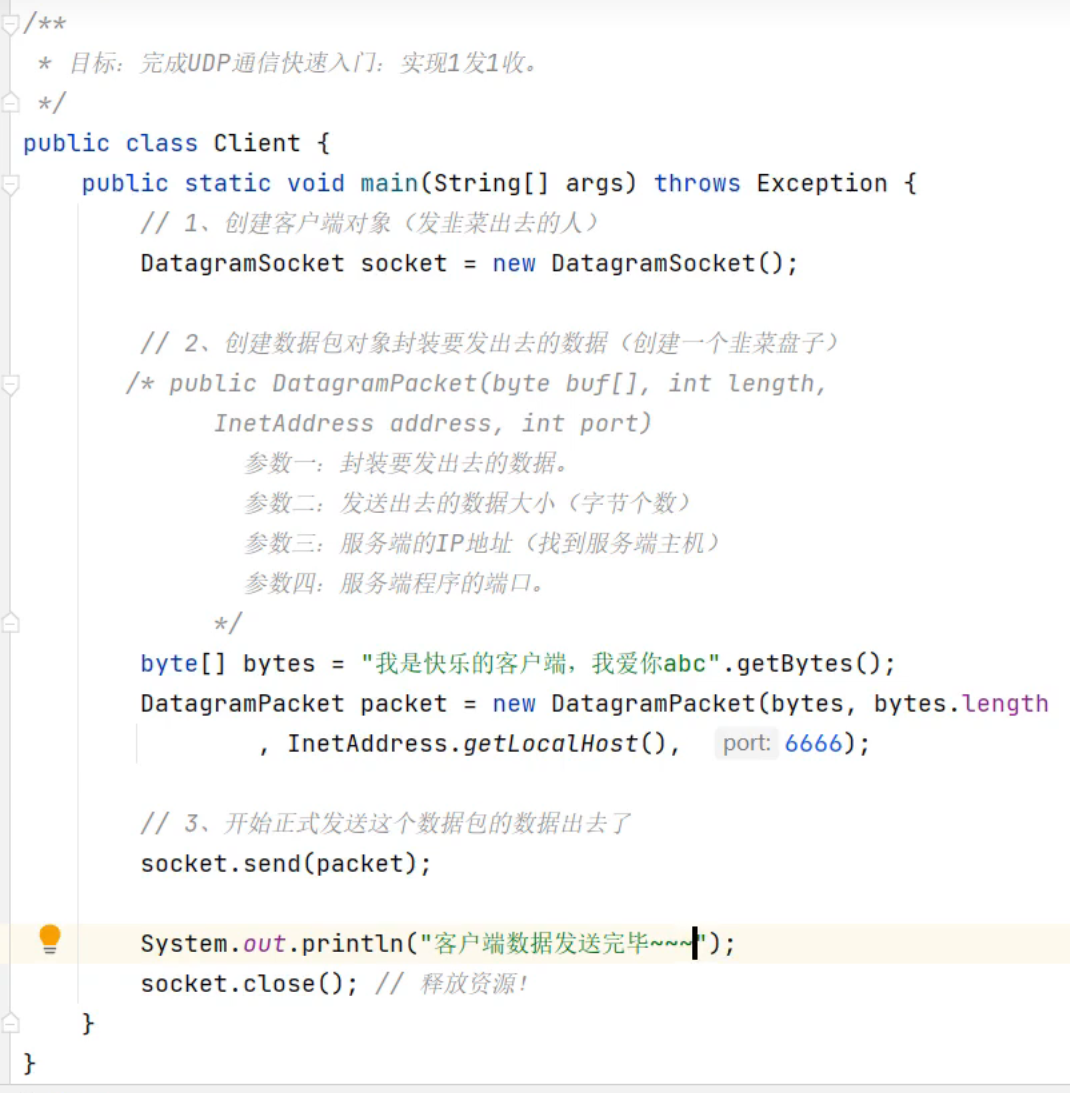 /**
 * 目标：完成UDP通信快速入门：实现1发1收。
 */
public class Client {
    public static void main(String[] args) throws Exception {
        // 1、创建客户端对象（发韭菜出去的人）
        DatagramSocket socket = new DatagramSocket();
        // 2、创建数据包对象封装要发出去的数据（创建一个韭菜盘子）
       /* public DatagramPacket(byte buf[], int length,
             InetAddress address, int port)
               参数一：封装要发出去的数据。
               参数二：发送出去的数据大小（字节个数）
               参数三：服务端的IP地址（找到服务端主机）
               参数四：服务端程序的端口。
             */
        byte[] bytes = "我是快乐的客户端，我爱你abc".getBytes();
        DatagramPacket packet = new DatagramPacket(bytes, bytes.length
                , InetAddress.getLocalHost(), port: 6666);
        // 3、开始正式发送这个数据包的数据出去了
        socket.send(packet);
        System.out.println("客户端数据发送完毕~~~");
        socket.close(); // 释放资源！
    }
}